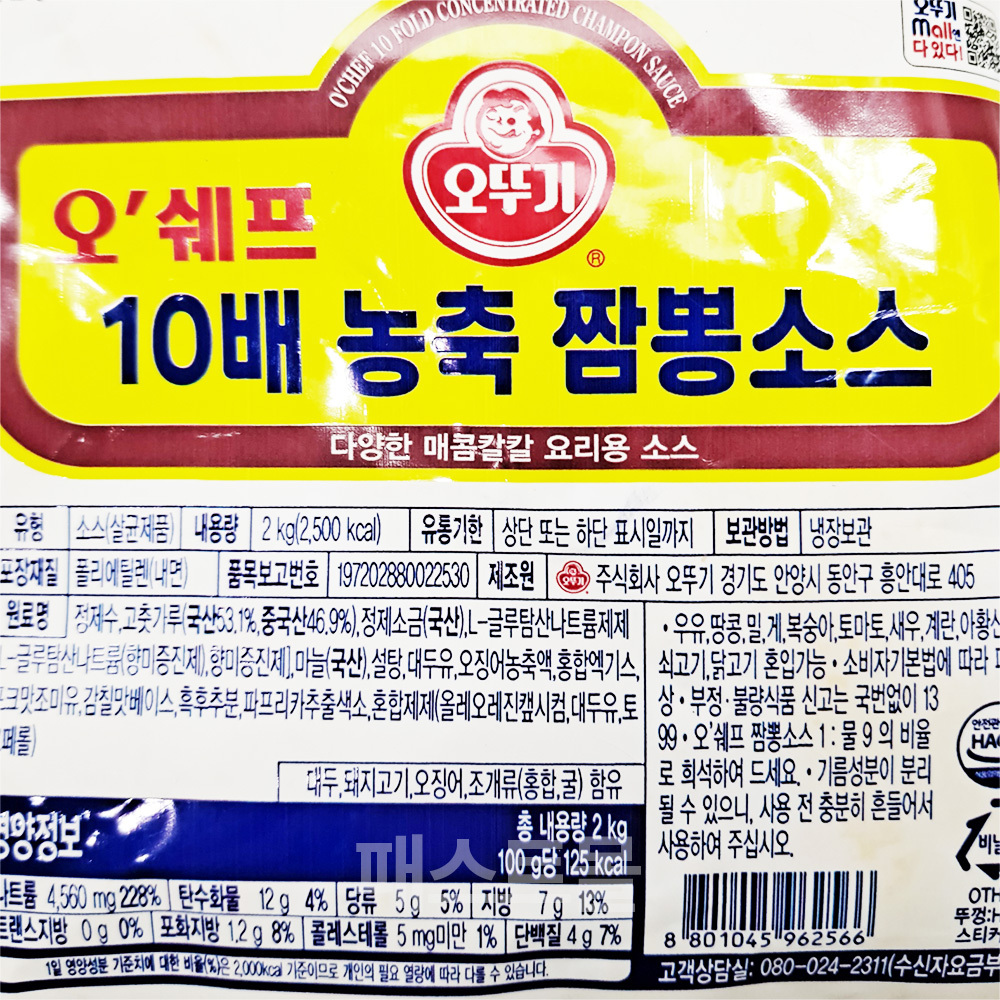 O'CHEF 10 FOLD CONCENTRATED CHAMPON SAUCE
오뚜기
mall에
다 있다!
오뚜기
®
오'쉐프
10배 농축 짬뽕소스
다양한 매콤칼칼 요리용 소스
유형 소스(살균제품) 내용량 2 kg(2,500 kcal) 유통기한 상단 또는 하단 표시일까지 보관방법 냉장보관
포장재질 폴리에틸렌(내면) 품목보고번호 197202880022530 제조원 오뚜기 주식회사 오뚜기 경기도 안양시 동안구 흥안대로 405
원료명 정제수,고춧가루(국산53.1%,중국산46.9%),정제소금(국산),L-글루탐산나트륨제제
L-글루탐산나트륨(향미증진제),향미증진제],마늘(국산),설탕,대두유,오징어농축액,홍합엑기스,
포크맛조미유,감칠맛베이스,흑후추분,파프리카추출색소,혼합제제(올레오레진캪시컴,대두유,토
페롤)
대두,돼지고기,오징어,조개류(홍합,굴) 함유
•우유,땅콩,밀,게,복숭아,토마토,새우,계란,아황산
쇠고기,닭고기 혼입가능•소비자기본법에 따라
상•부정·불량식품 신고는 국번없이 13
99•오'쉐프 짬뽕소스 1:물 9의 비율
로 희석하여 드세요.•기름성분이 분리
될 수 있으니, 사용 전 충분히 흔들어서
사용하여 주십시오.
안전관
HAC
비닐
OTH
뚜껑:H
스티커
영양정보
총 내용량 2 kg
100 g당 125 kcal
나트륨 4,560 mg 228% 탄수화물 12 g 4% 당류 5 g 5% 지방 7 g 13%
트랜스지방 0 g 0% 포화지방 1.2 g 8% 콜레스테롤 5 mg미만 1% 단백질 4 g 7%
1일 영양성분 기준치에 대한 비율(%)은 2,000kcal 기준이므로 개인의 필요 열량에 따라 다를 수 있습니다.
8 801045 962566
고객상담실: 080-024-2311(수신자요금부